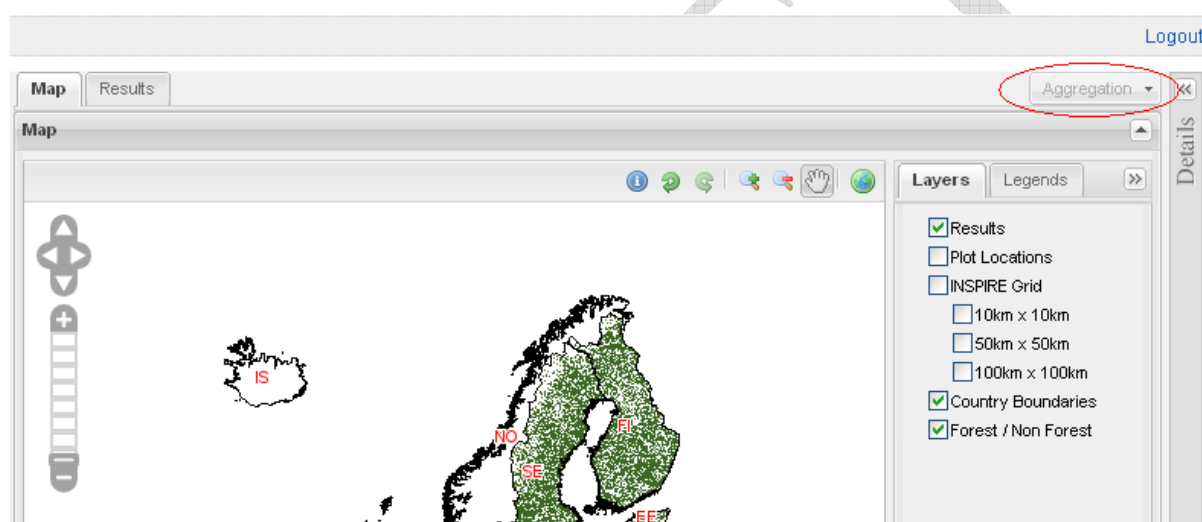 Logout
Map Results Aggregation
Details
Map
Layers Legends
Results
Plot Locations
INSPIRE Grid
10km x 10km
50km x 50km
100km x 100km
Country Boundaries
Forest / Non Forest
IS
NO
FI
SE
EE